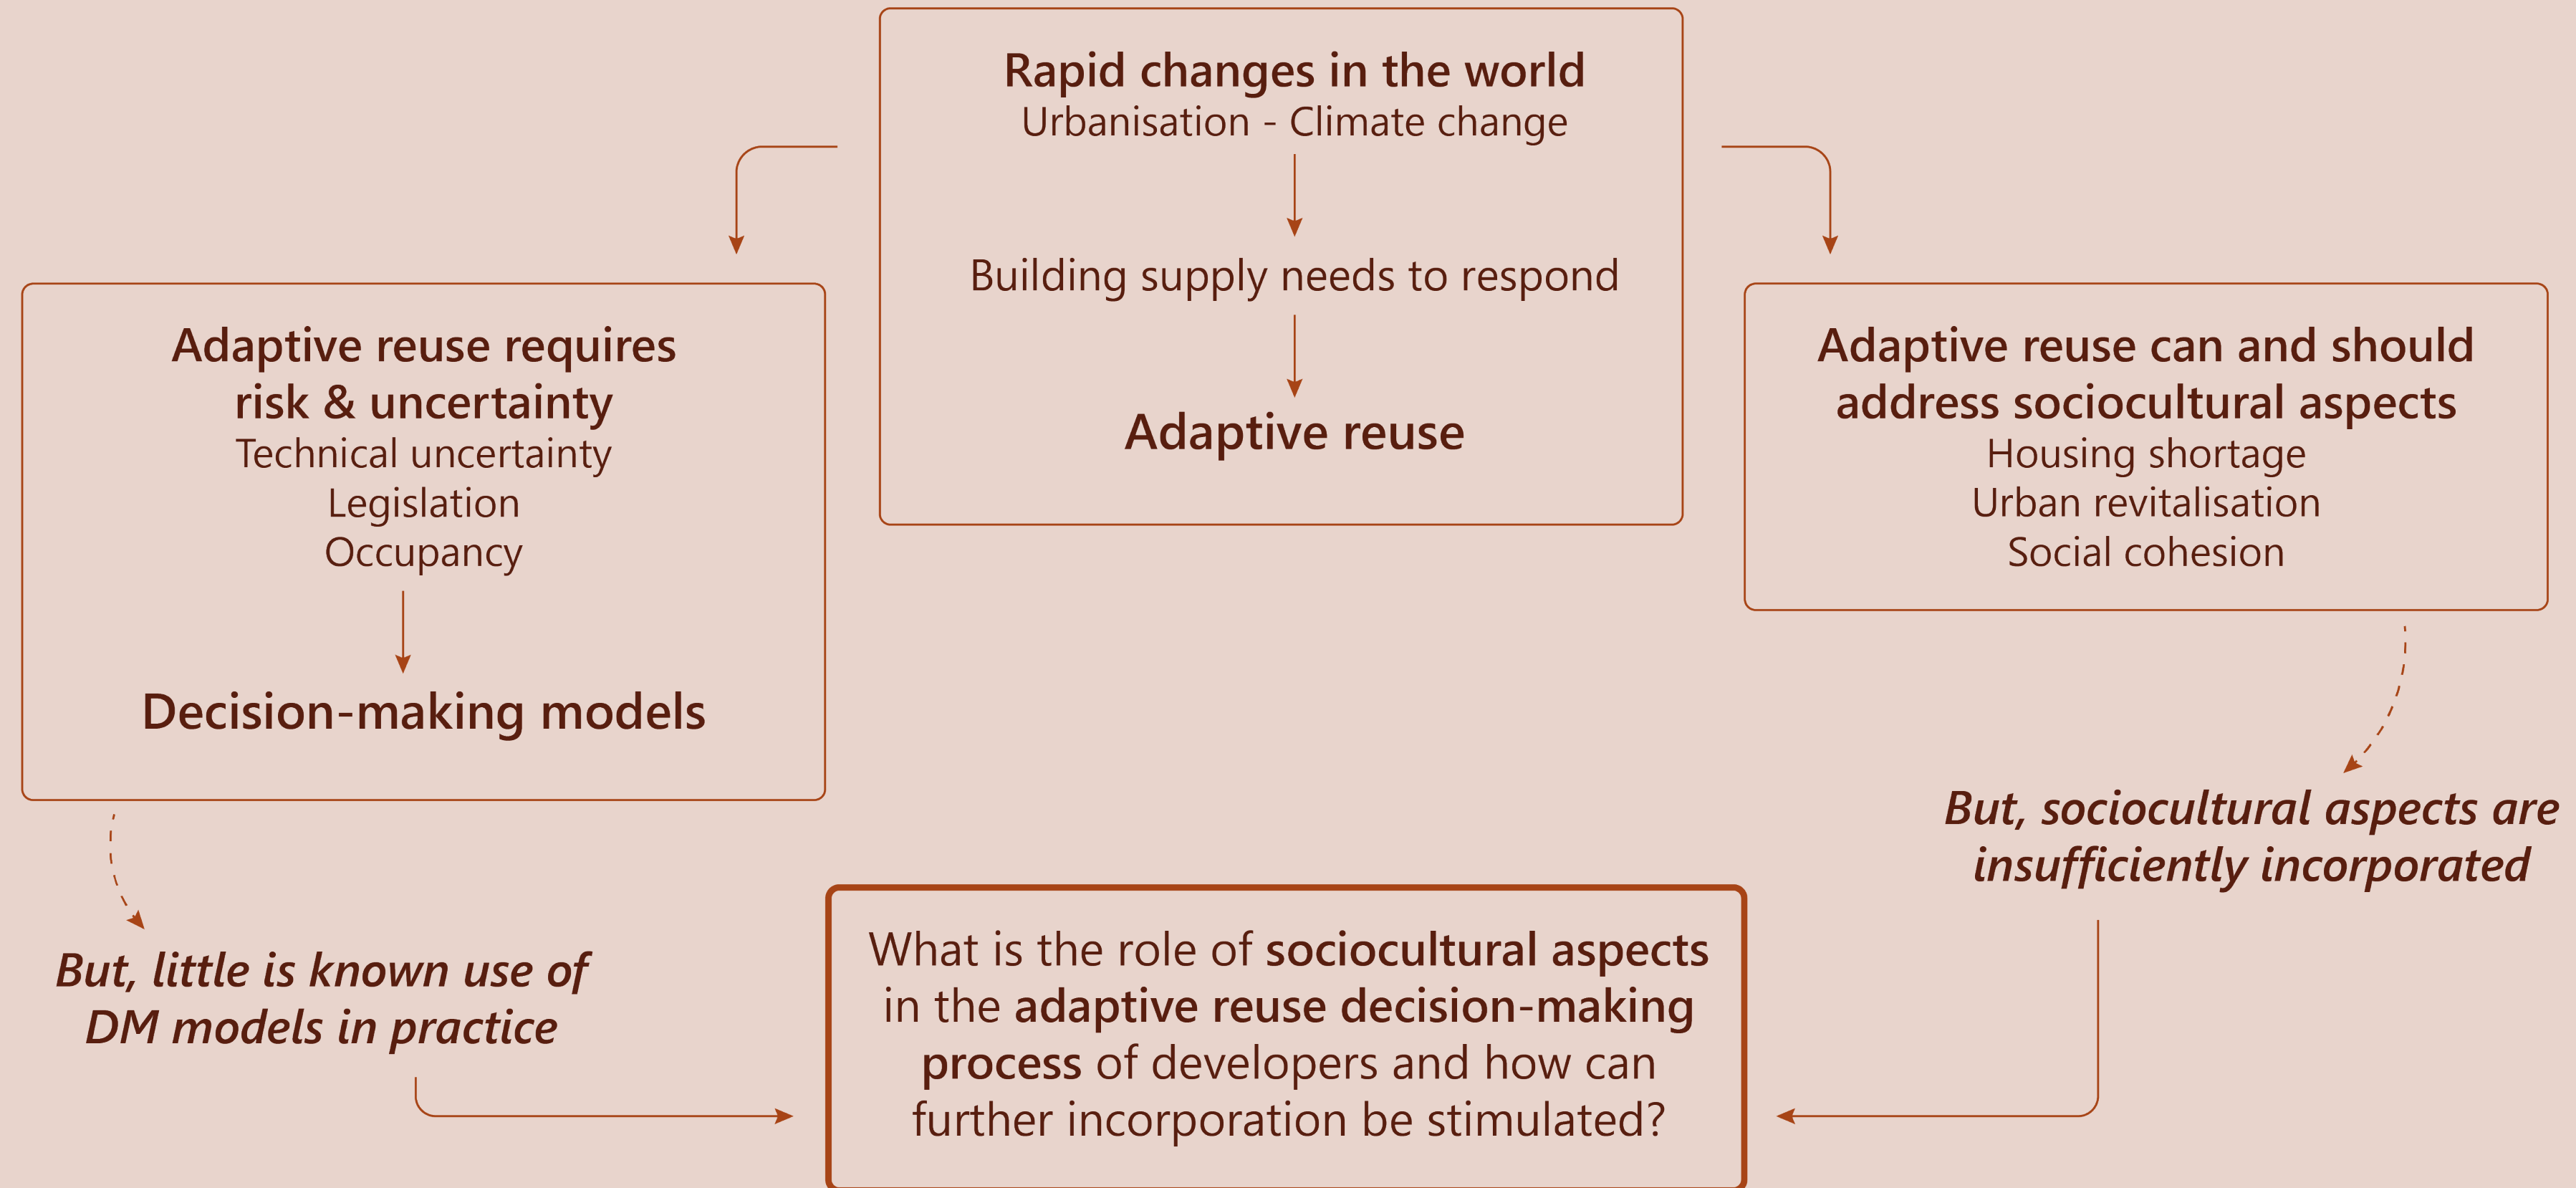 Rapid changes in the world
Urbanisation - Climate change
Building supply needs to respond
Adaptive reuse
Adaptive reuse requires
risk & uncertainty
Technical uncertainty
Legislation
Occupancy
Decision-making models
But, little is known use of
DM models in practice
Adaptive reuse can and should
address sociocultural aspects
Housing shortage
Urban revitalisation
Social cohesion
But, sociocultural aspects are
insufficiently incorporated
What is the role of sociocultural aspects
in the adaptive reuse decision-making
process of developers and how can
further incorporation be stimulated?